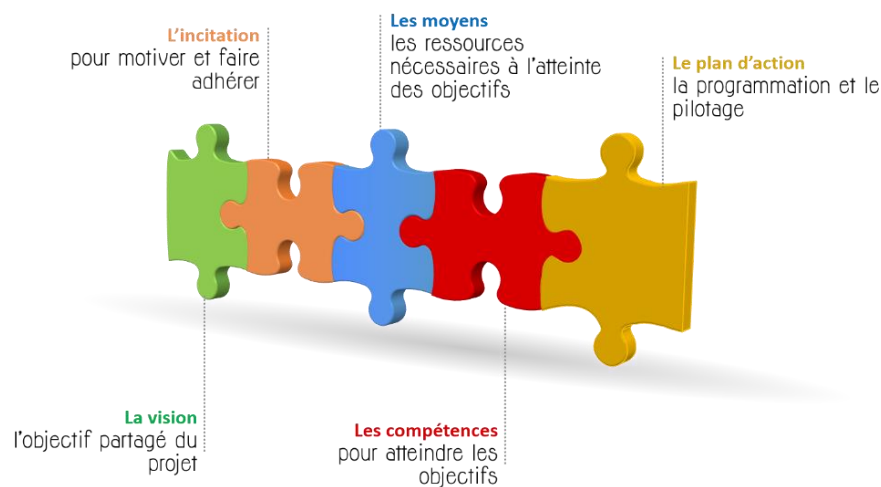 L'incitation
pour motiver et faire
adhérer
Les moyens
les ressources
nécessaires à l'atteinte
des objectifs
Le plan d'action
la programmation et le
pilotage
La vision
l'objectif partagé du
projet
Les compétences
pour atteindre les
objectifs